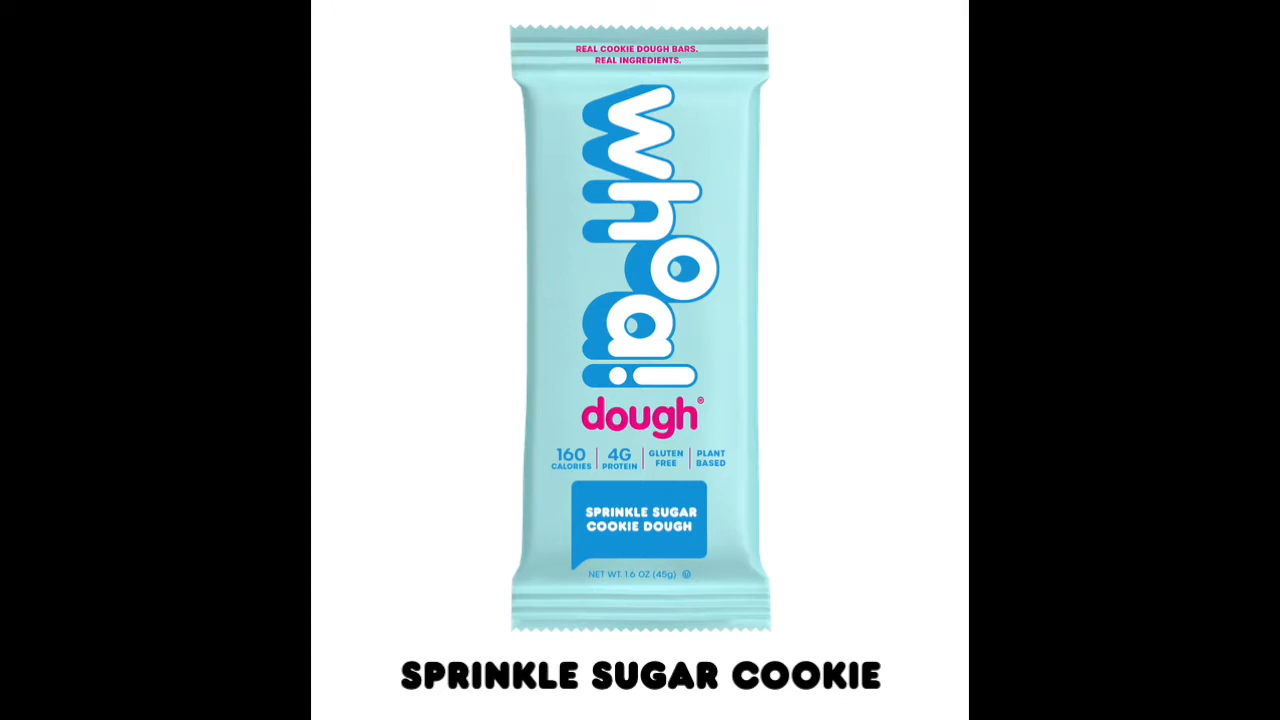 REAL COOKIE DOUGH BARS.
REAL INGREDIENTS.
whoa!
dough®
160 CALORIES | 4G PROTEIN | GLUTEN FREE | PLANT BASED
SPRINKLE SUGAR
COOKIE DOUGH
NET WT. 1.6 OZ (45g) Ⓤ
SPRINKLE SUGAR COOKIE